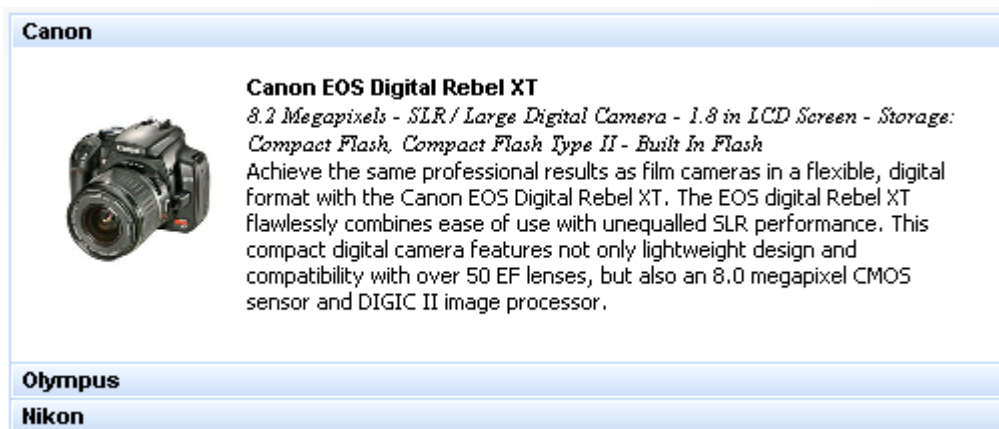 Canon
Canon EOS Digital Rebel XT
8.2 Megapixels - SLR / Large Digital Camera - 1.8 in LCD Screen - Storage:
Compact Flash, Compact Flash Type II - Built In Flash
Achieve the same professional results as film cameras in a flexible, digital
format with the Canon EOS Digital Rebel XT. The EOS digital Rebel XT
flawlessly combines ease of use with unequalled SLR performance. This
compact digital camera features not only lightweight design and
compatibility with over 50 EF lenses, but also an 8.0 megapixel CMOS
sensor and DIGIC II image processor.
Olympus
Nikon